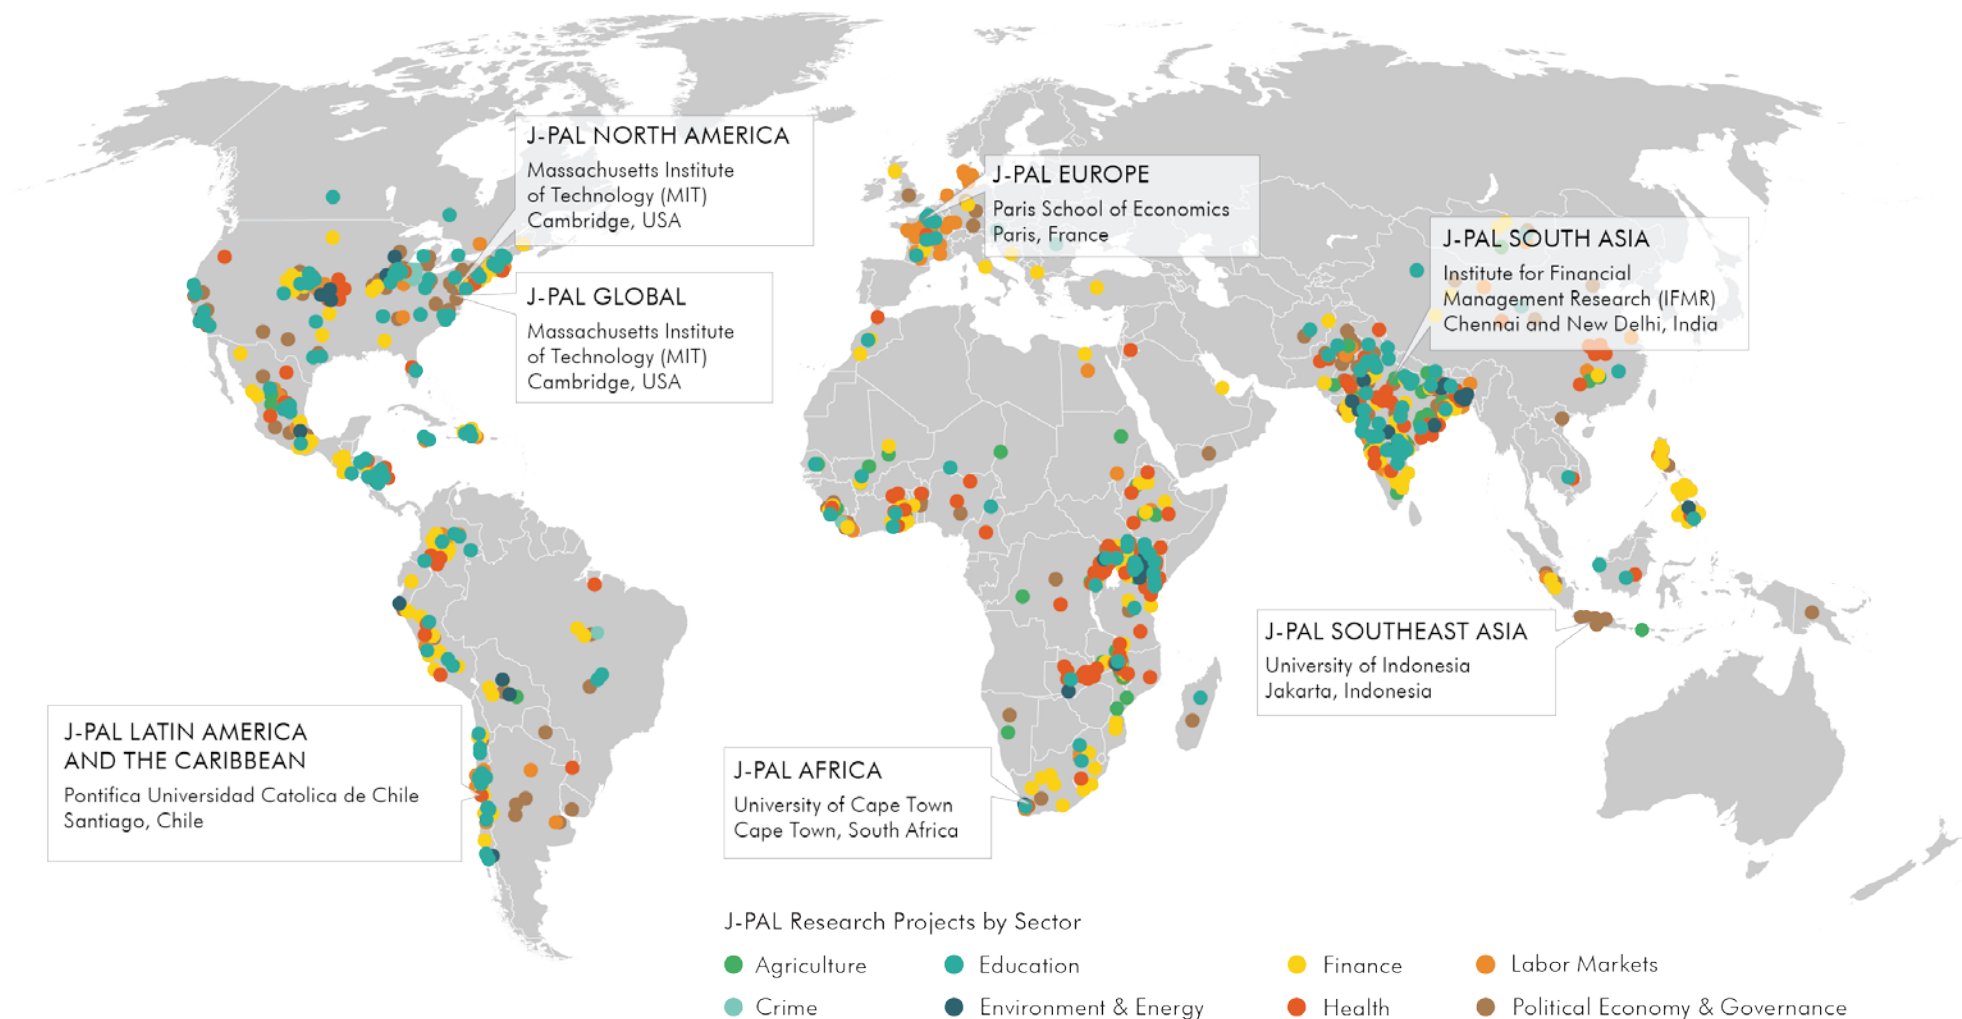 J-PAL NORTH AMERICA
Massachusetts Institute
of Technology (MIT)
Cambridge, USA
J-PAL GLOBAL
Massachusetts Institute
of Technology (MIT)
Cambridge, USA
J-PAL EUROPE
Paris School of Economics
Paris, France
J-PAL SOUTH ASIA
Institute for Financial
Management Research (IFMR)
Chennai and New Delhi, India
J-PAL SOUTHEAST ASIA
University of Indonesia
Jakarta, Indonesia
J-PAL LATIN AMERICA
AND THE CARIBBEAN
Pontifica Universidad Catolica de Chile
Santiago, Chile
J-PAL AFRICA
University of Cape Town
Cape Town, South Africa
J-PAL Research Projects by Sector
Agriculture
Education
Finance
Labor Markets
Crime
Environment & Energy
Health
Political Economy & Governance